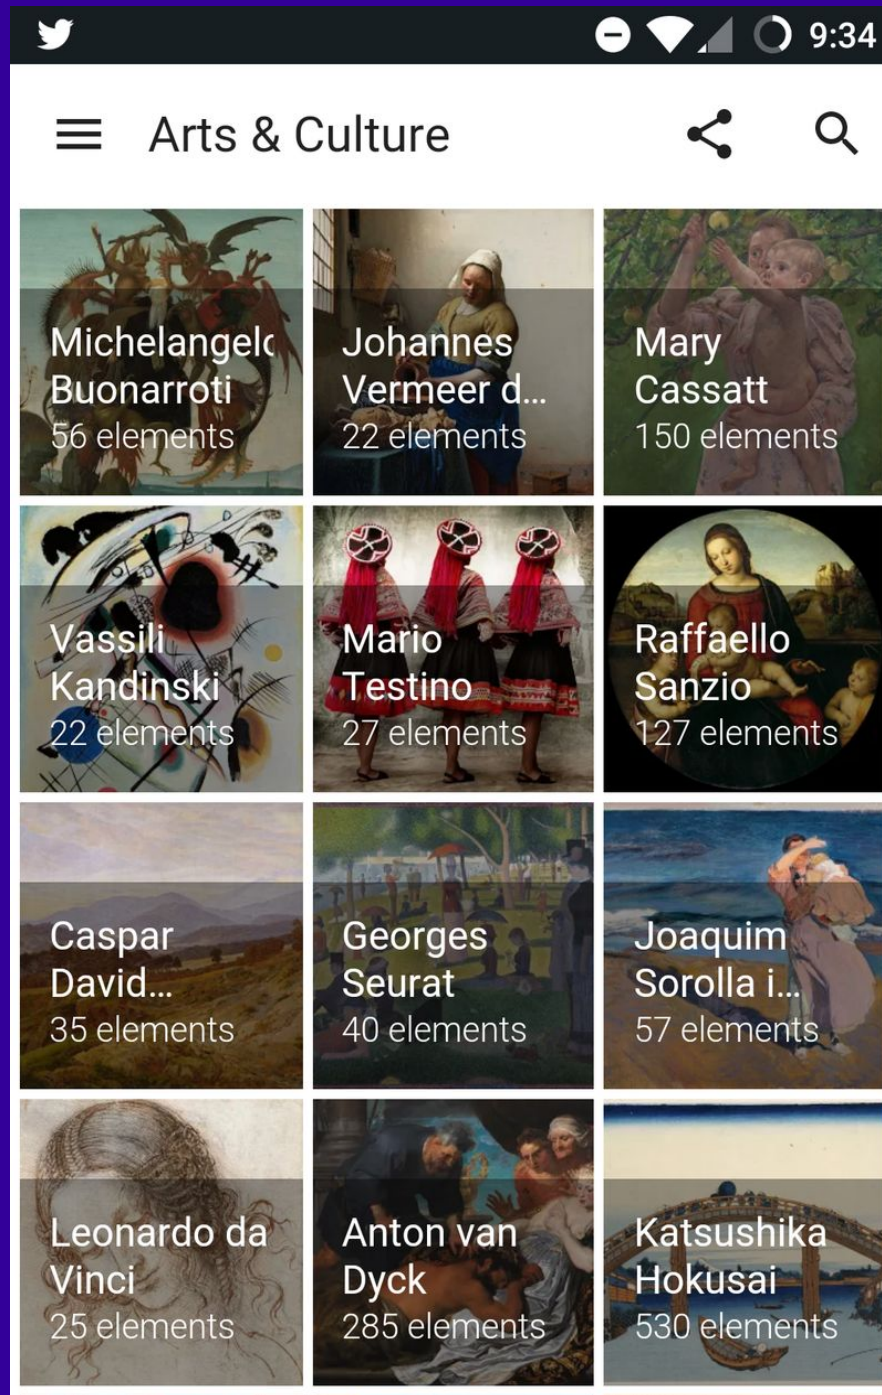 9:34
Arts & Culture
Michelangelo
Buonarroti
56 elements
Johannes
Vermeer d...
22 elements
Mary
Cassatt
150 elements
Vassili
Kandinski
22 elements
Mario
Testino
27 elements
Raffaello
Sanzio
127 elements
Caspar
David...
35 elements
Georges
Seurat
40 elements
Joaquim
Sorolla i...
57 elements
Leonardo da
Vinci
25 elements
Anton van
Dyck
285 elements
Katsushika
Hokusai
530 elements